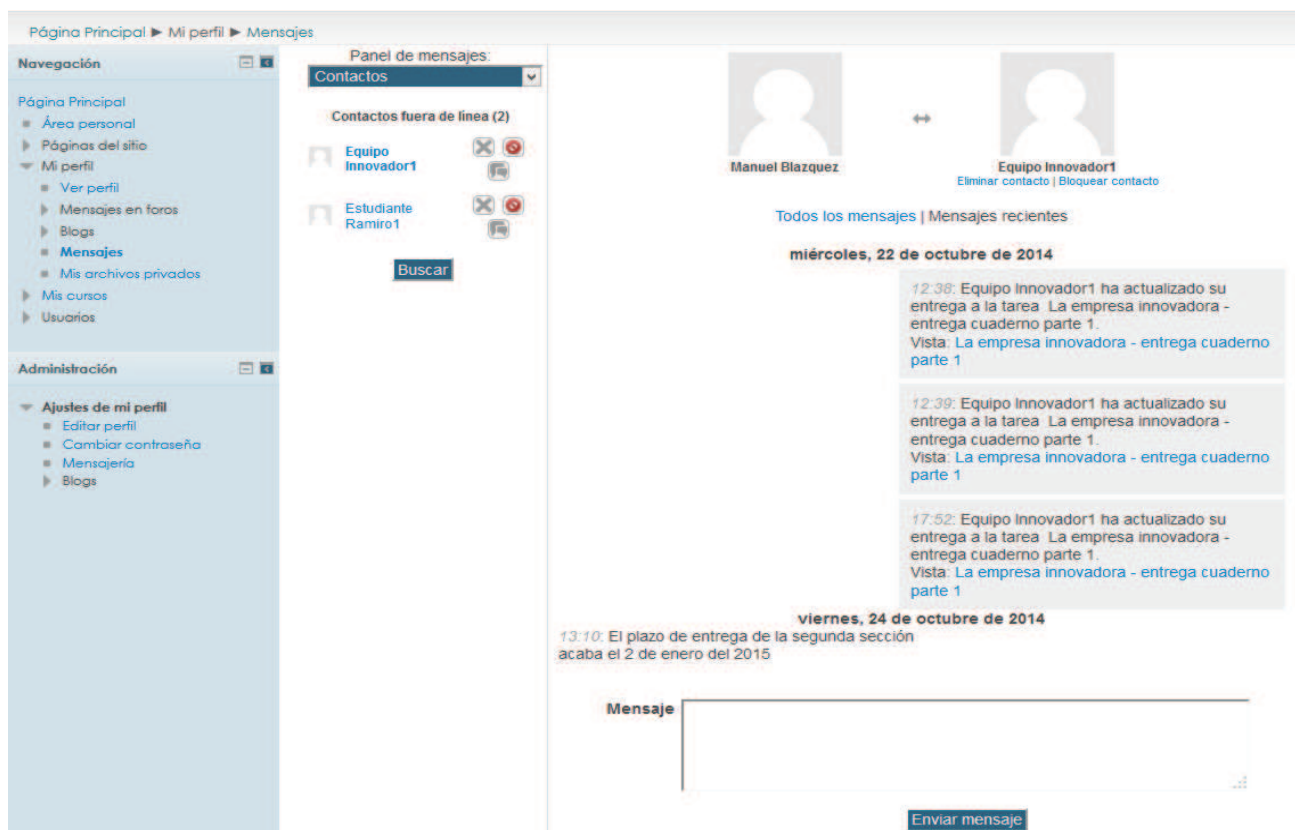 Página Principal ► Mi perfil ► Mensajes
Navegación
Página Principal
Área personal
Páginas del sitio
Mi perfil
Ver perfil
Mensajes en foros
Blogs
Mensajes
Mis archivos privados
Mis cursos
Usuarios
Administración
Ajustes de mi perfil
Editar perfil
Cambiar contraseña
Mensajería
Blogs
Panel de mensajes:
Contactos
Contactos fuera de línea (2)
Equipo
Innovador1
Estudiante
Ramiro1
Buscar
Manuel Blazquez
Equipo Innovador1
Eliminar contacto | Bloquear contacto
Todos los mensajes | Mensajes recientes
miércoles, 22 de octubre de 2014
12:38: Equipo Innovador1 ha actualizado su
entrega a la tarea La empresa innovadora -
entrega cuaderno parte 1.
Vista: La empresa innovadora - entrega cuaderno
parte 1
12:39: Equipo Innovador1 ha actualizado su
entrega a la tarea La empresa innovadora -
entrega cuaderno parte 1.
Vista: La empresa innovadora - entrega cuaderno
parte 1
17:52: Equipo Innovador1 ha actualizado su
entrega a la tarea La empresa innovadora -
entrega cuaderno parte 1.
Vista: La empresa innovadora - entrega cuaderno
parte 1
viernes, 24 de octubre de 2014
13:10: El plazo de entrega de la segunda sección
acaba el 2 de enero del 2015
Mensaje
Enviar mensaje